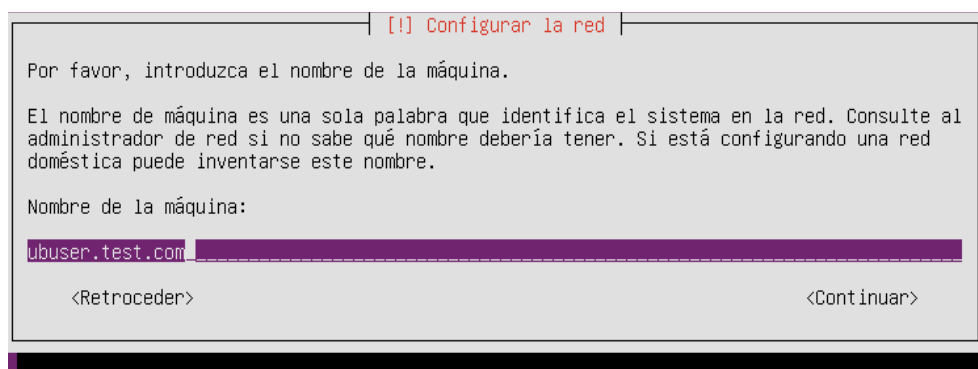 [!] Configurar la red
Por favor, introduzca el nombre de la máquina.
El nombre de máquina es una sola palabra que identifica el sistema en la red. Consulte al
administrador de red si no sabe qué nombre debería tener. Si está configurando una red
doméstica puede inventarse este nombre.
Nombre de la máquina:
ubuser.test.com
<Retroceder> <Continuar>